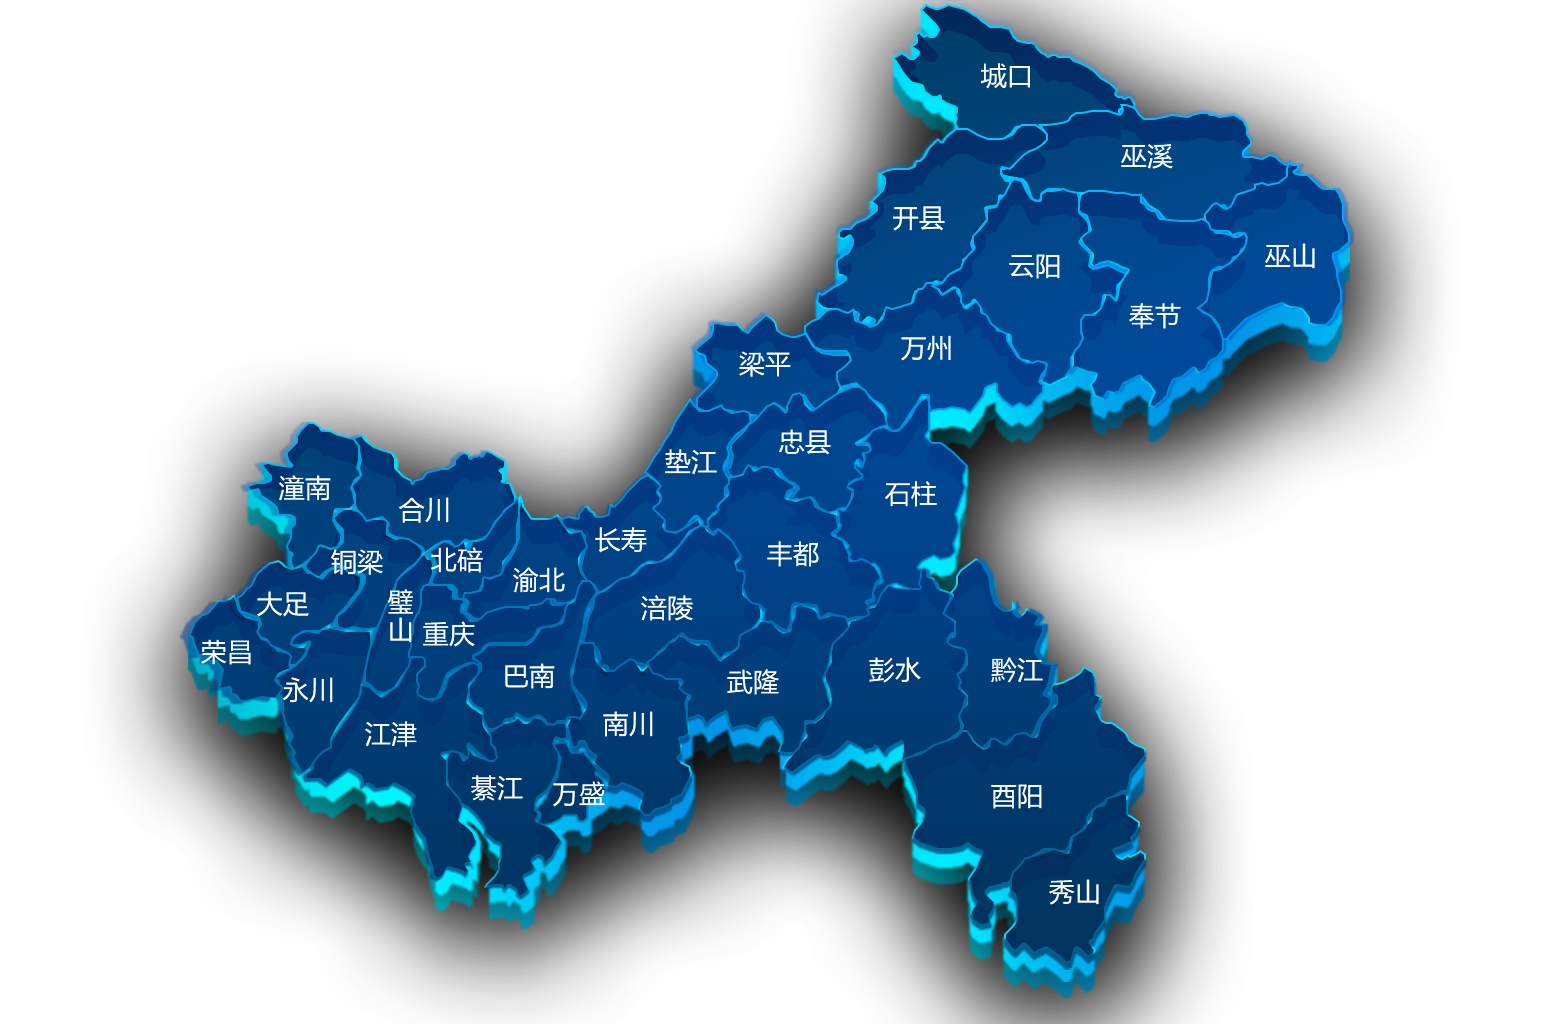 城口
巫溪
开县
巫山
云阳
奉节
万州
梁平
忠县
垫江
潼南
石柱
合川
长寿
丰都
铜梁
北碚
渝北
大足
璧
山
涪陵
重庆
荣昌
彭水
黔江
巴南
武隆
永川
南川
江津
綦江
万盛
酉阳
秀山